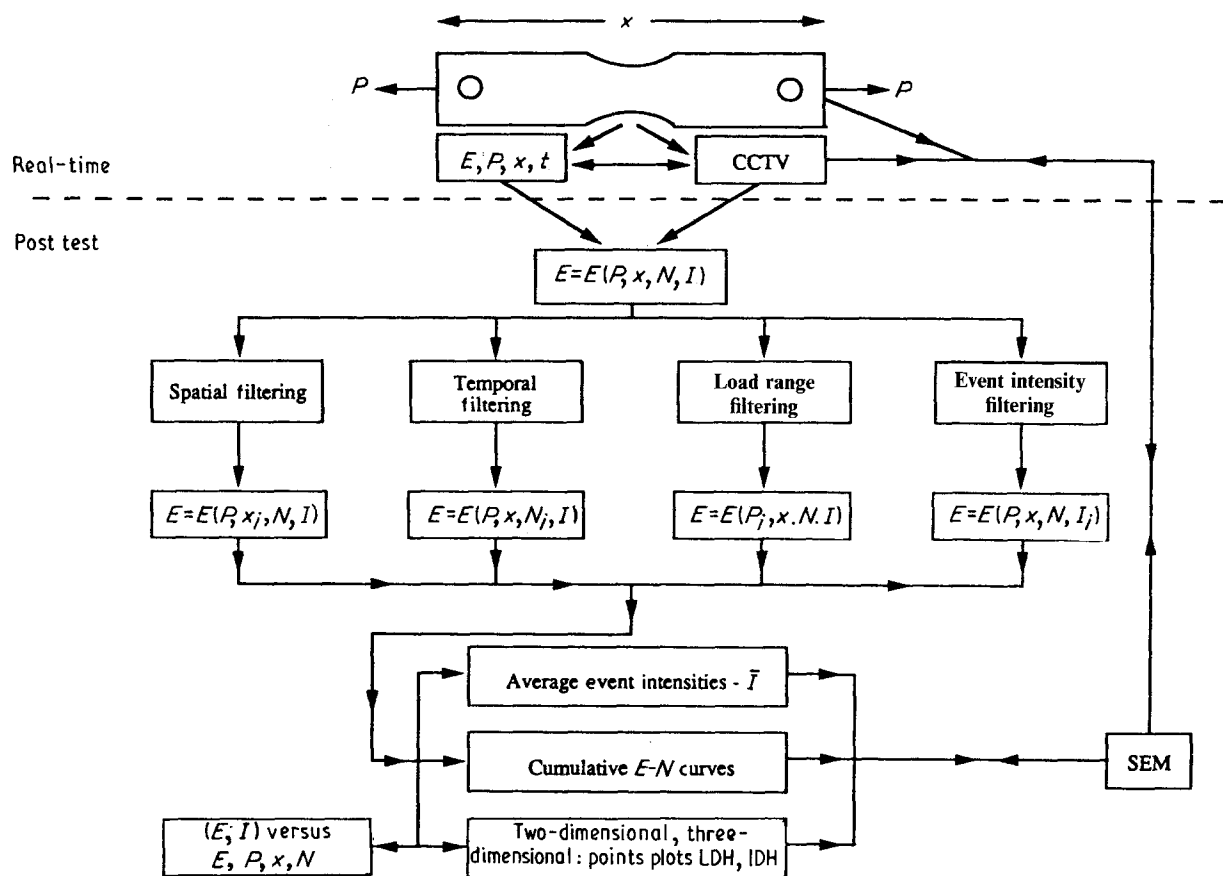 x
P
P
E, P, x, t
CCTV
Real-time
Post test
E=E(P, x, N, I)
Spatial filtering
Temporal
filtering
Load range
filtering
Event intensity
filtering
E=E(P, xj, N, I)
E=E(P, x, Nj, I)
E=E(Pj, x. N. I)
E=E(P, x, N, Ij)
Average event intensities - Ī
Cumulative E-N curves
SEM
(E, I) versus
E, P, x, N
Two-dimensional, three-
dimensional: points plots LDH, IDH